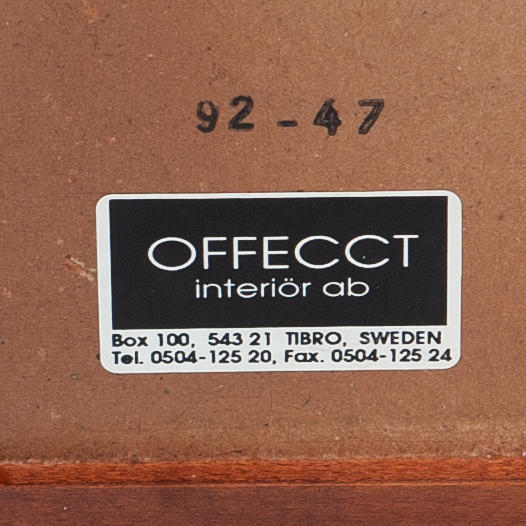 92-47
OFFECCT
interiör ab
Box 100, 543 21 TIBRO, SWEDEN
Tel. 0504-125 20, Fax. 0504-125 24